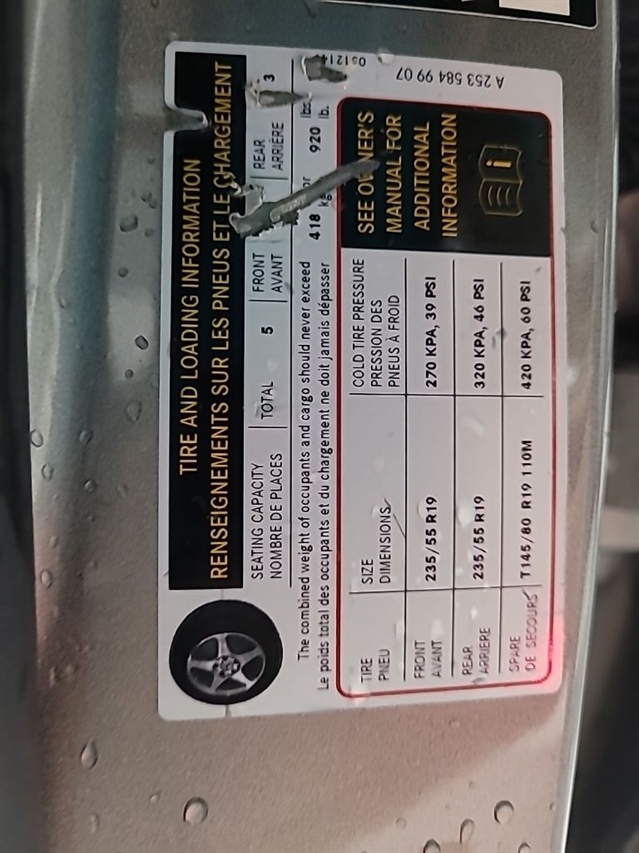 TIRE AND LOADING INFORMATION
RENSEIGNEMENTS SUR LES PNEUS ET LE CHARGEMENT
SEATING CAPACITY
NOMBRE DE PLACES
TOTAL 5
FRONT
AVANT
REAR
ARRIÈRE
3
The combined weight of occupants and cargo should never exceed 418 kg or 920 lbs.
Le poids total des occupants et du chargement ne doit jamais dépasser lb.
TIRE
PNEU
SIZE
DIMENSIONS
COLD TIRE PRESSURE
PRESSION DES
PNEUS À FROID
FRONT
AVANT
235/55 R19
270 KPA, 39 PSI
REAR
ARRIERE
235/55 R19
320 KPA, 46 PSI
SPARE
DE SECOURS
T145/80 R19 110M
420 KPA, 60 PSI
SEE OWNER'S
MANUAL FOR
ADDITIONAL
INFORMATION
A 253 584 99 07